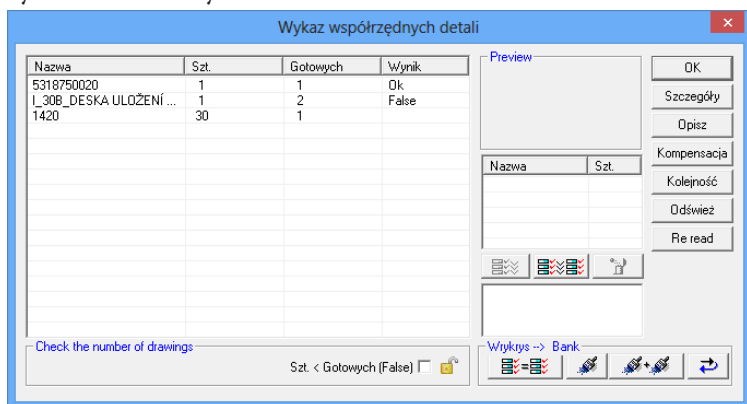 Wykaz współrzędnych detali
Nazwa Szt. Gotowych Wynik
5318750020 1 1 Ok
I_30B_DESKA ULOŽENÍ ... 1 2 False
1420 30 1
Preview
Nazwa Szt.
OK
Szczegóły
Opisz
Kompensacja
Kolejność
Odśwież
Re read
Check the number of drawings
Szt. < Gotowych (False)
Wrykrys --> Bank